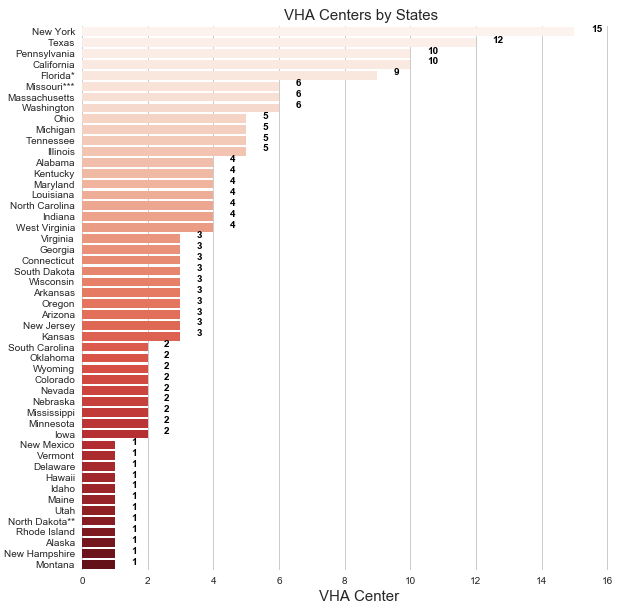 VHA Centers by States
New York 15
Texas 12
Pennsylvania 10
California 10
Florida* 9
Missouri*** 6
Massachusetts 6
Washington 6
Ohio 5
Michigan 5
Tennessee 5
Illinois 5
Alabama 4
Kentucky 4
Maryland 4
Louisiana 4
North Carolina 4
Indiana 4
West Virginia 4
Virginia 3
Georgia 3
Connecticut 3
South Dakota 3
Wisconsin 3
Arkansas 3
Oregon 3
Arizona 3
New Jersey 3
Kansas 3
South Carolina 2
Oklahoma 2
Wyoming 2
Colorado 2
Nevada 2
Nebraska 2
Mississippi 2
Minnesota 2
Iowa 2
New Mexico 1
Vermont 1
Delaware 1
Hawaii 1
Idaho 1
Maine 1
Utah 1
North Dakota** 1
Rhode Island 1
Alaska 1
New Hampshire 1
Montana 1
0 2 4 6 8 10 12 14 16
VHA Center